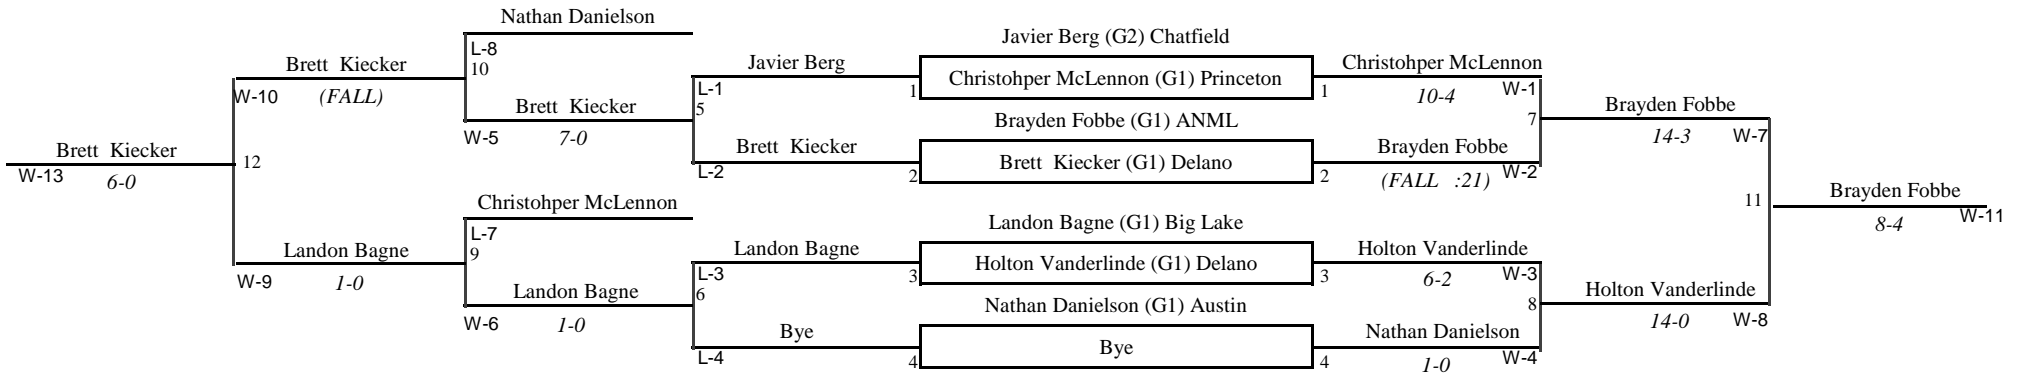 Nathan Danielson
L-8
10
Brett Kiecker
W-10
(FALL)
Brett Kiecker
W-5
7-0
Brett Kiecker
W-13
6-0
12
Christohper McLennon
L-7
9
Landon Bagne
W-9
1-0
Landon Bagne
W-6
1-0
Javier Berg
L-1
5
1
Brett Kiecker
L-2
2
Landon Bagne
L-3
6
3
Bye
L-4
4
Javier Berg (G2) Chatfield
Christohper McLennon (G1) Princeton
Brayden Fobbe (G1) ANML
Brett Kiecker (G1) Delano
Landon Bagne (G1) Big Lake
Holton Vanderlinde (G1) Delano
Nathan Danielson (G1) Austin
Bye
Christohper McLennon
1
10-4
W-1
7
Brayden Fobbe
2
(FALL :21)
W-2
Holton Vanderlinde
3
6-2
W-3
8
Nathan Danielson
4
1-0
W-4
Brayden Fobbe
14-3
W-7
11
Holton Vanderlinde
14-0
W-8
Brayden Fobbe
8-4
W-11